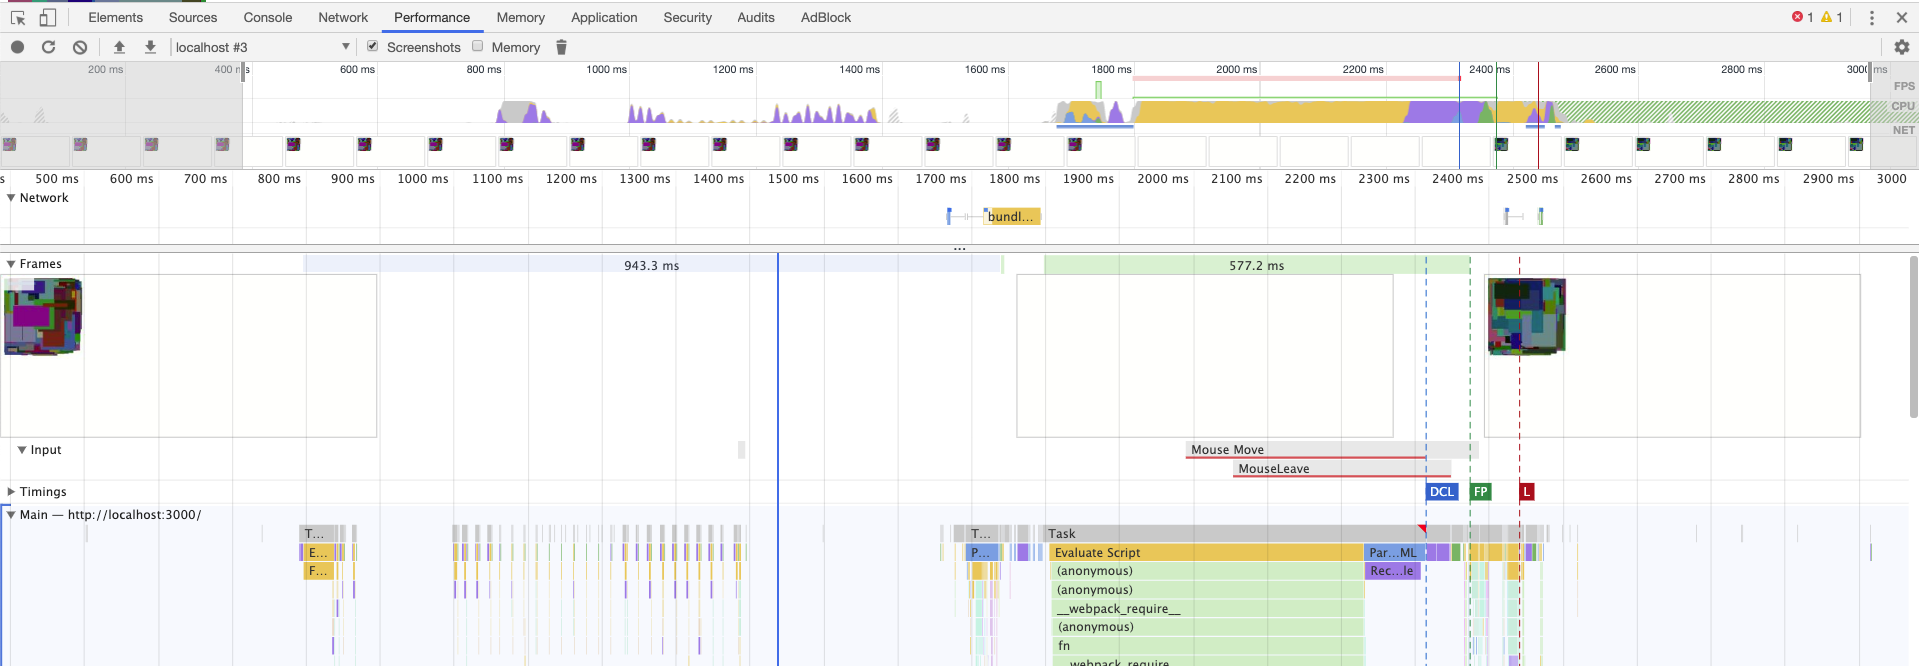 Elements Sources Console Network Performance Memory Application Security Audits AdBlock 1 1
localhost #3 Screenshots Memory
200 ms 400 ms 600 ms 800 ms 1000 ms 1200 ms 1400 ms 1600 ms 1800 ms 2000 ms 2200 ms 2400 ms 2600 ms 2800 ms 3000 ms
FPS
CPU
NET
s 500 ms 600 ms 700 ms 800 ms 900 ms 1000 ms 1100 ms 1200 ms 1300 ms 1400 ms 1500 ms 1600 ms 1700 ms 1800 ms 1900 ms 2000 ms 2100 ms 2200 ms 2300 ms 2400 ms 2500 ms 2600 ms 2700 ms 2800 ms 2900 ms 3000
Network
bundl...
...
Frames 943.3 ms 577.2 ms
Input Mouse Move
MouseLeave
Timings DCL FP L
Main — http://localhost:3000/
T... T... Task
E... P... Evaluate Script Par...ML
F... (anonymous) Rec...le
(anonymous)
__webpack_require__
(anonymous)
fn
__webpack_require__